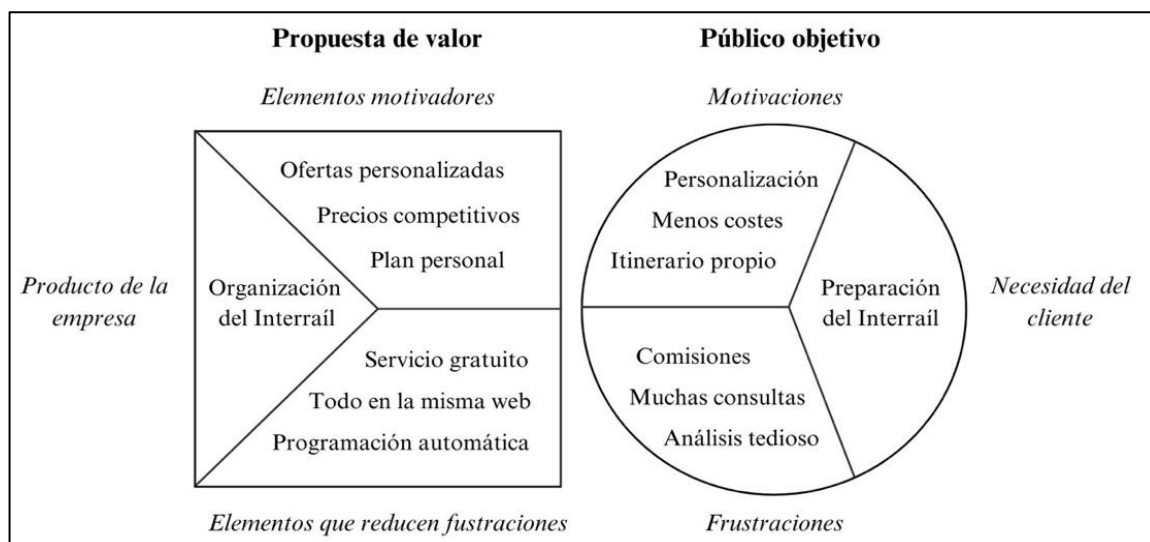 Propuesta de valor
Público objetivo
Elementos motivadores
Motivaciones
Ofertas personalizadas
Precios competitivos
Plan personal
Personalización
Menos costes
Itinerario propio
Producto de la
empresa
Organización
del Interraíl
Preparación
del Interraíl
Necesidad del
cliente
Servicio gratuito
Todo en la misma web
Programación automática
Comisiones
Muchas consultas
Análisis tedioso
Elementos que reducen fustraciones
Frustraciones